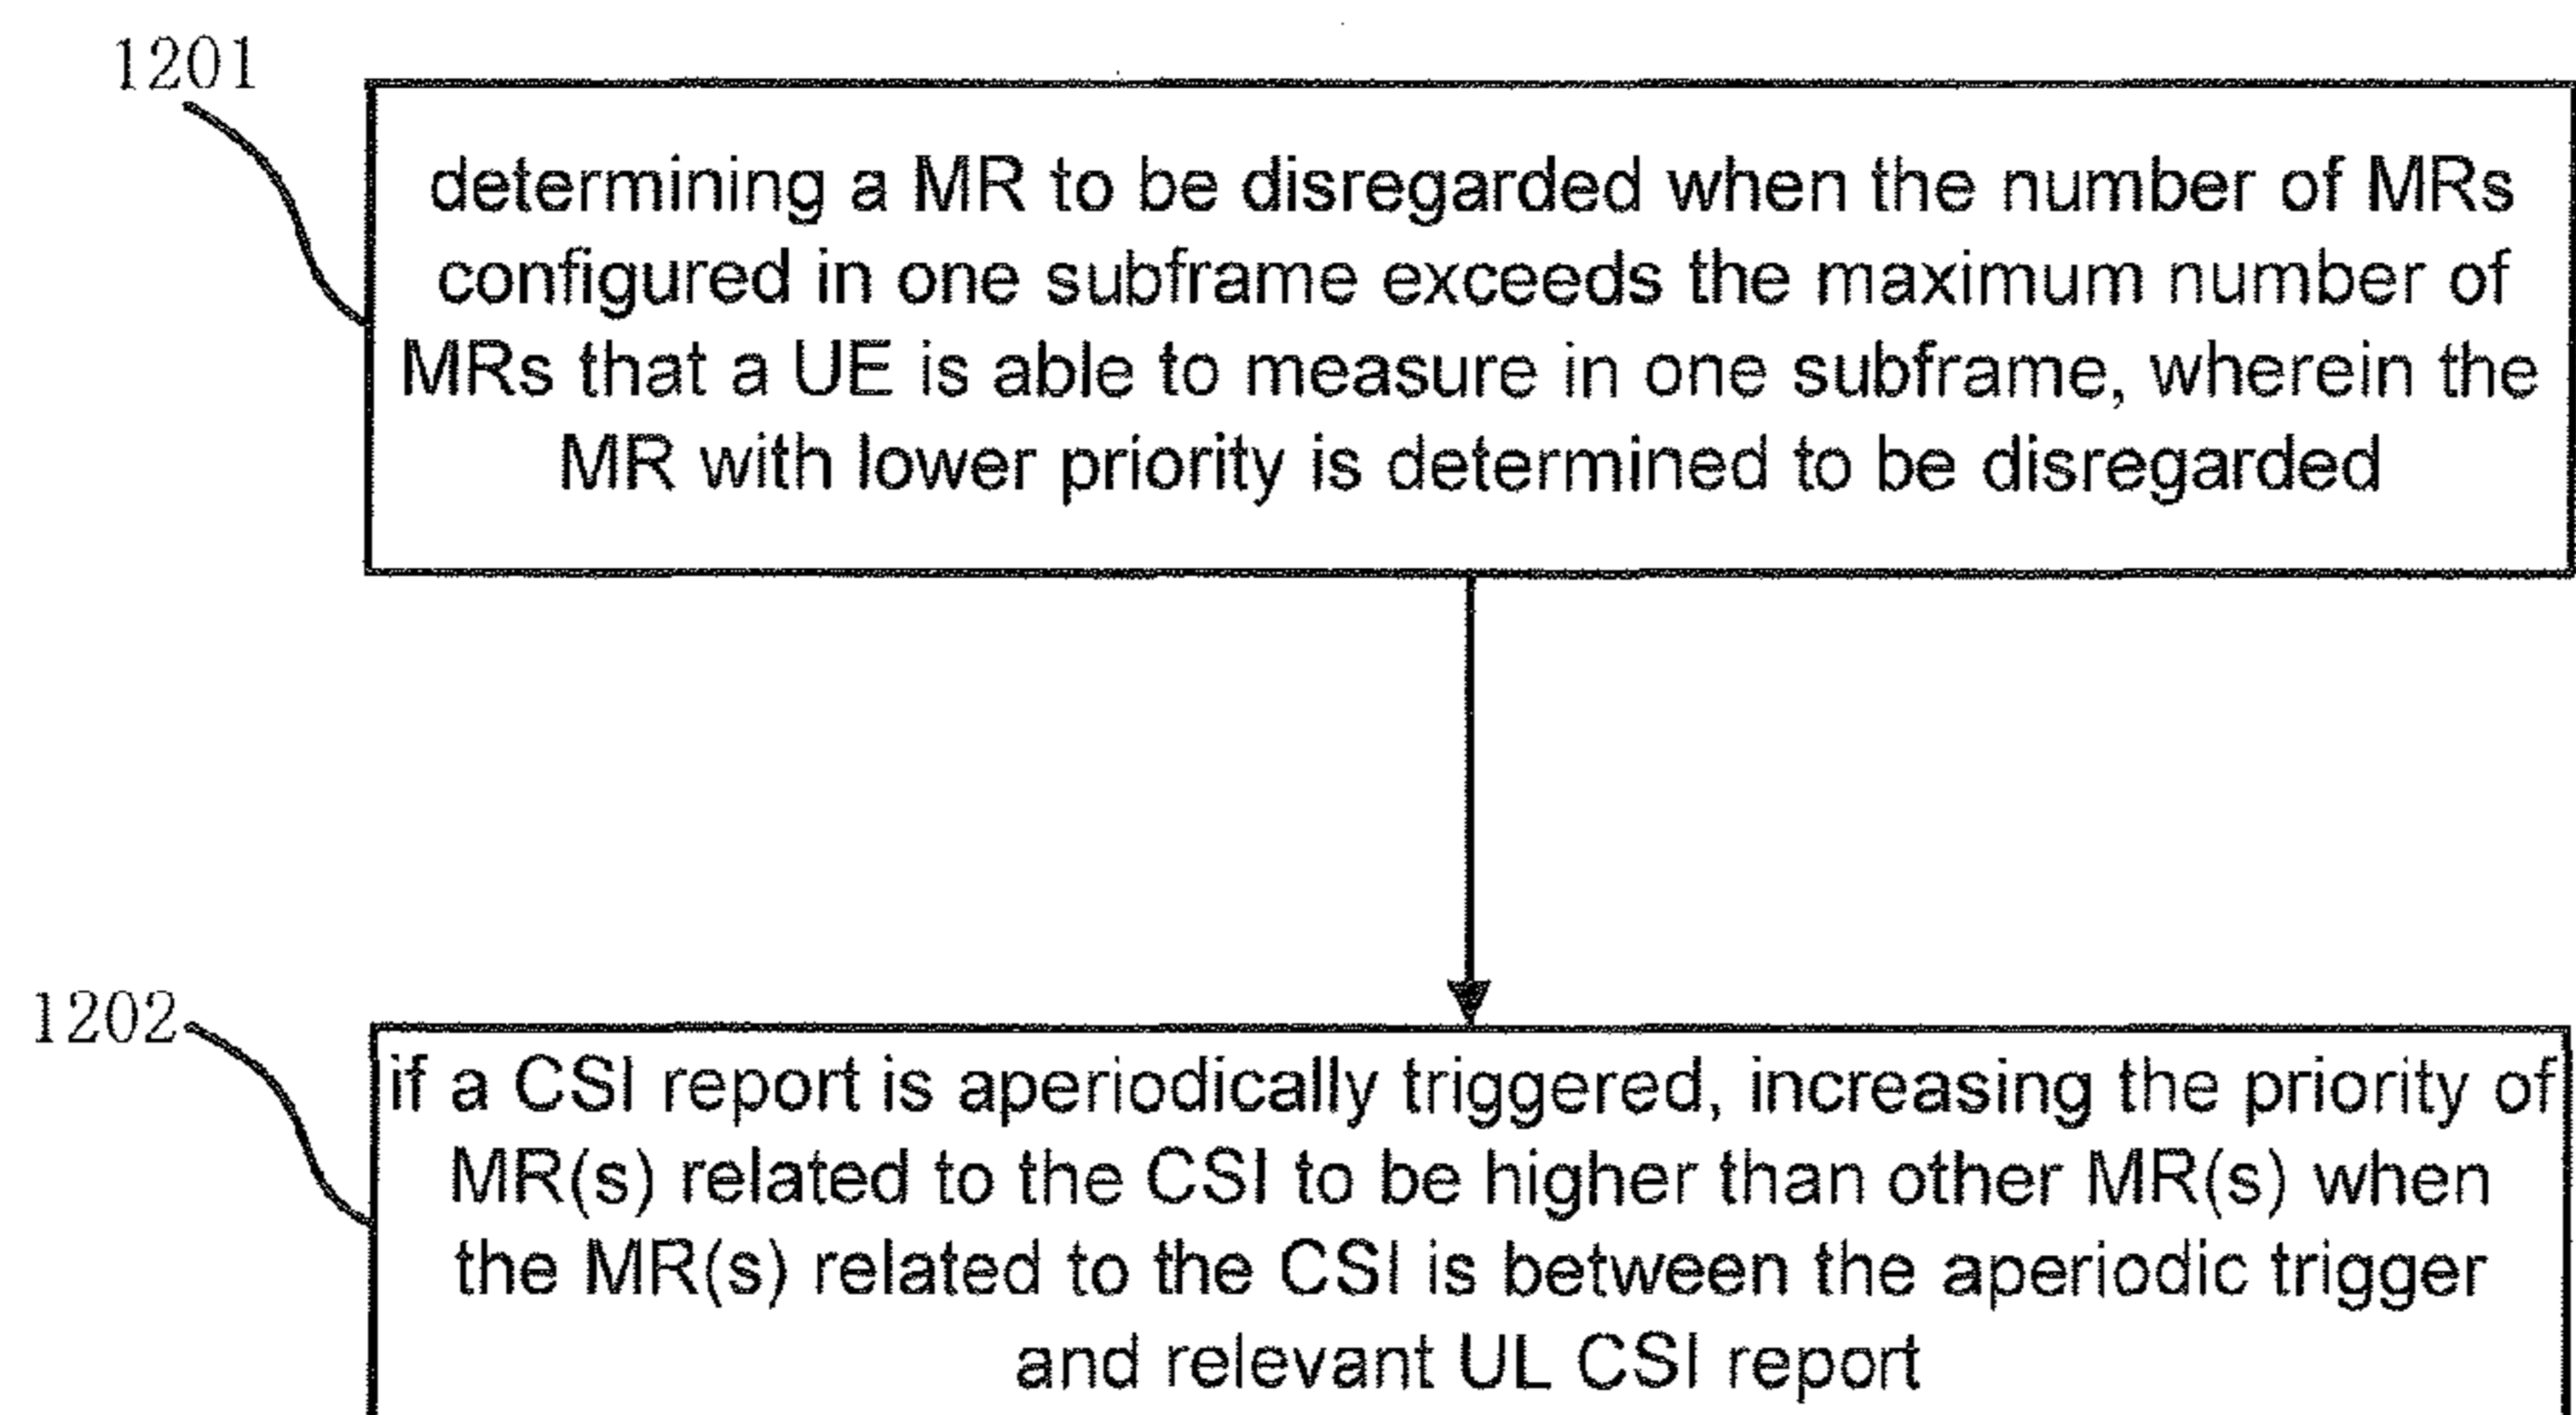 1201
determining a MR to be disregarded when the number of MRs
configured in one subframe exceeds the maximum number of
MRs that a UE is able to measure in one subframe, wherein the
MR with lower priority is determined to be disregarded
1202
if a CSI report is aperiodically triggered, increasing the priority of
MR(s) related to the CSI to be higher than other MR(s) when
the MR(s) related to the CSI is between the aperiodic trigger
and relevant UL CSI report